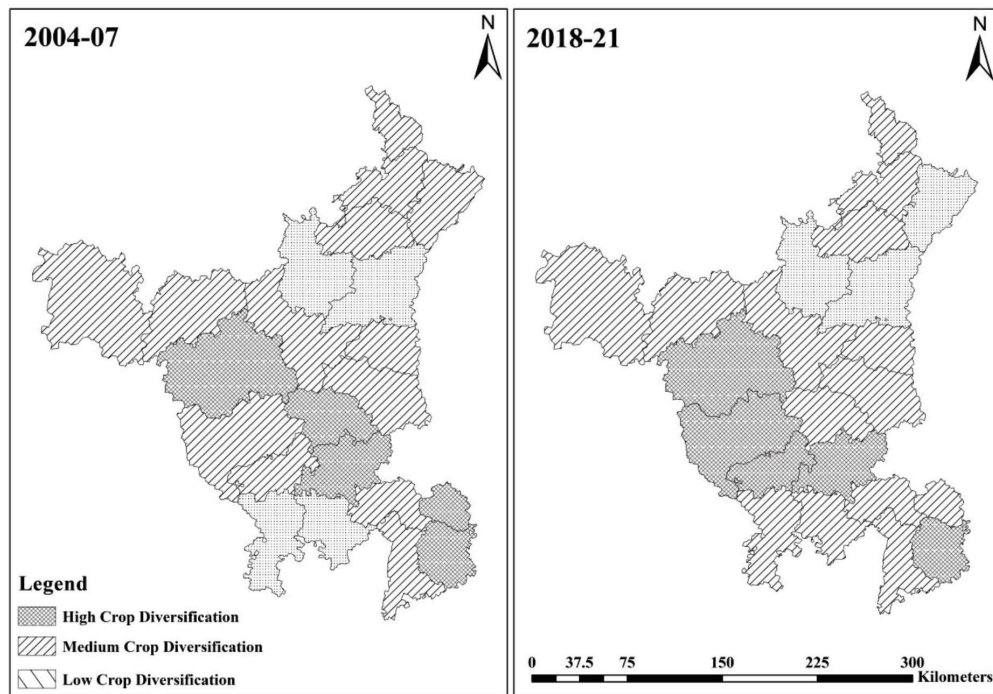 2004-07
N
2018-21
N
Legend
High Crop Diversification
Medium Crop Diversification
Low Crop Diversification
0 37.5 75 150 225 300
Kilometers